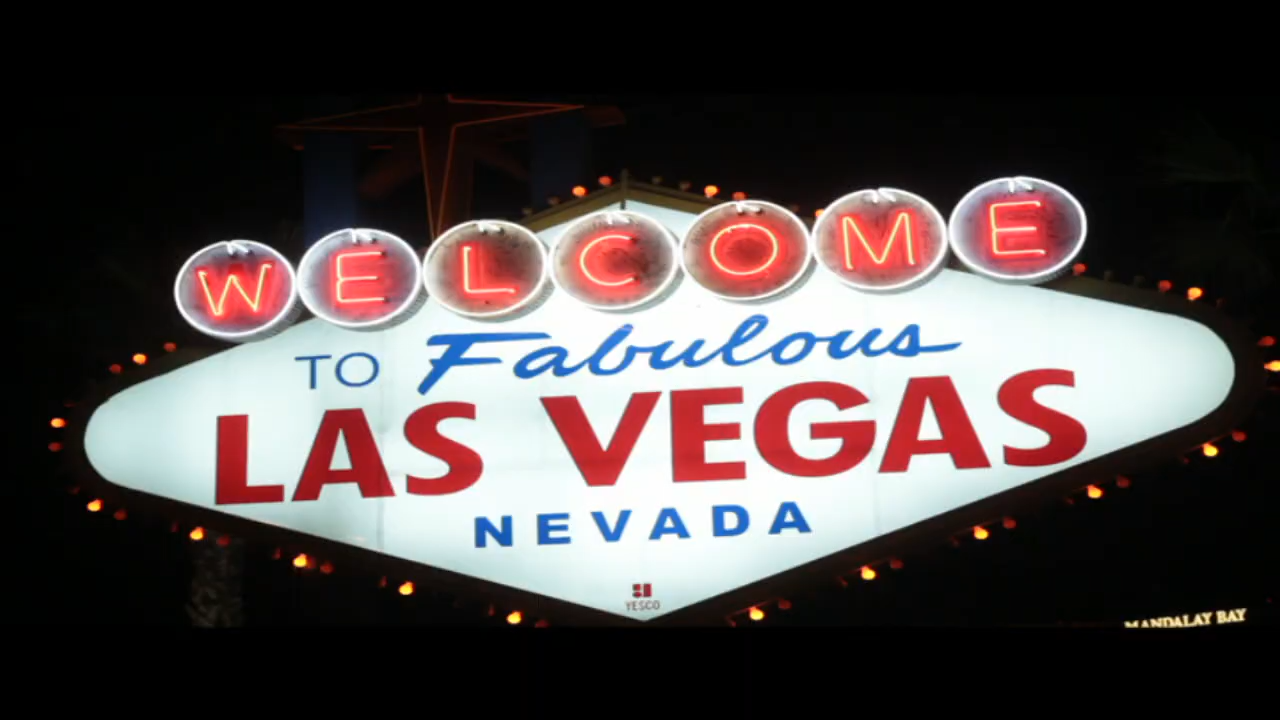 WELCOME
TO Fabulous
LAS VEGAS
NEVADA
YESCO
MANDALAY BAY